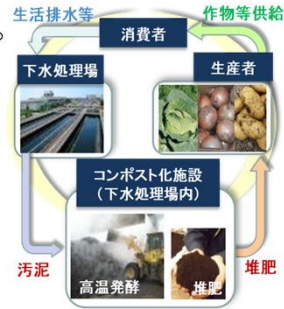 生活排水等
作物等供給
。
消費者
下水処理場
生産者
コンポスト化施設
(下水処理場内)
汚泥
高温発酵
堆肥
堆肥